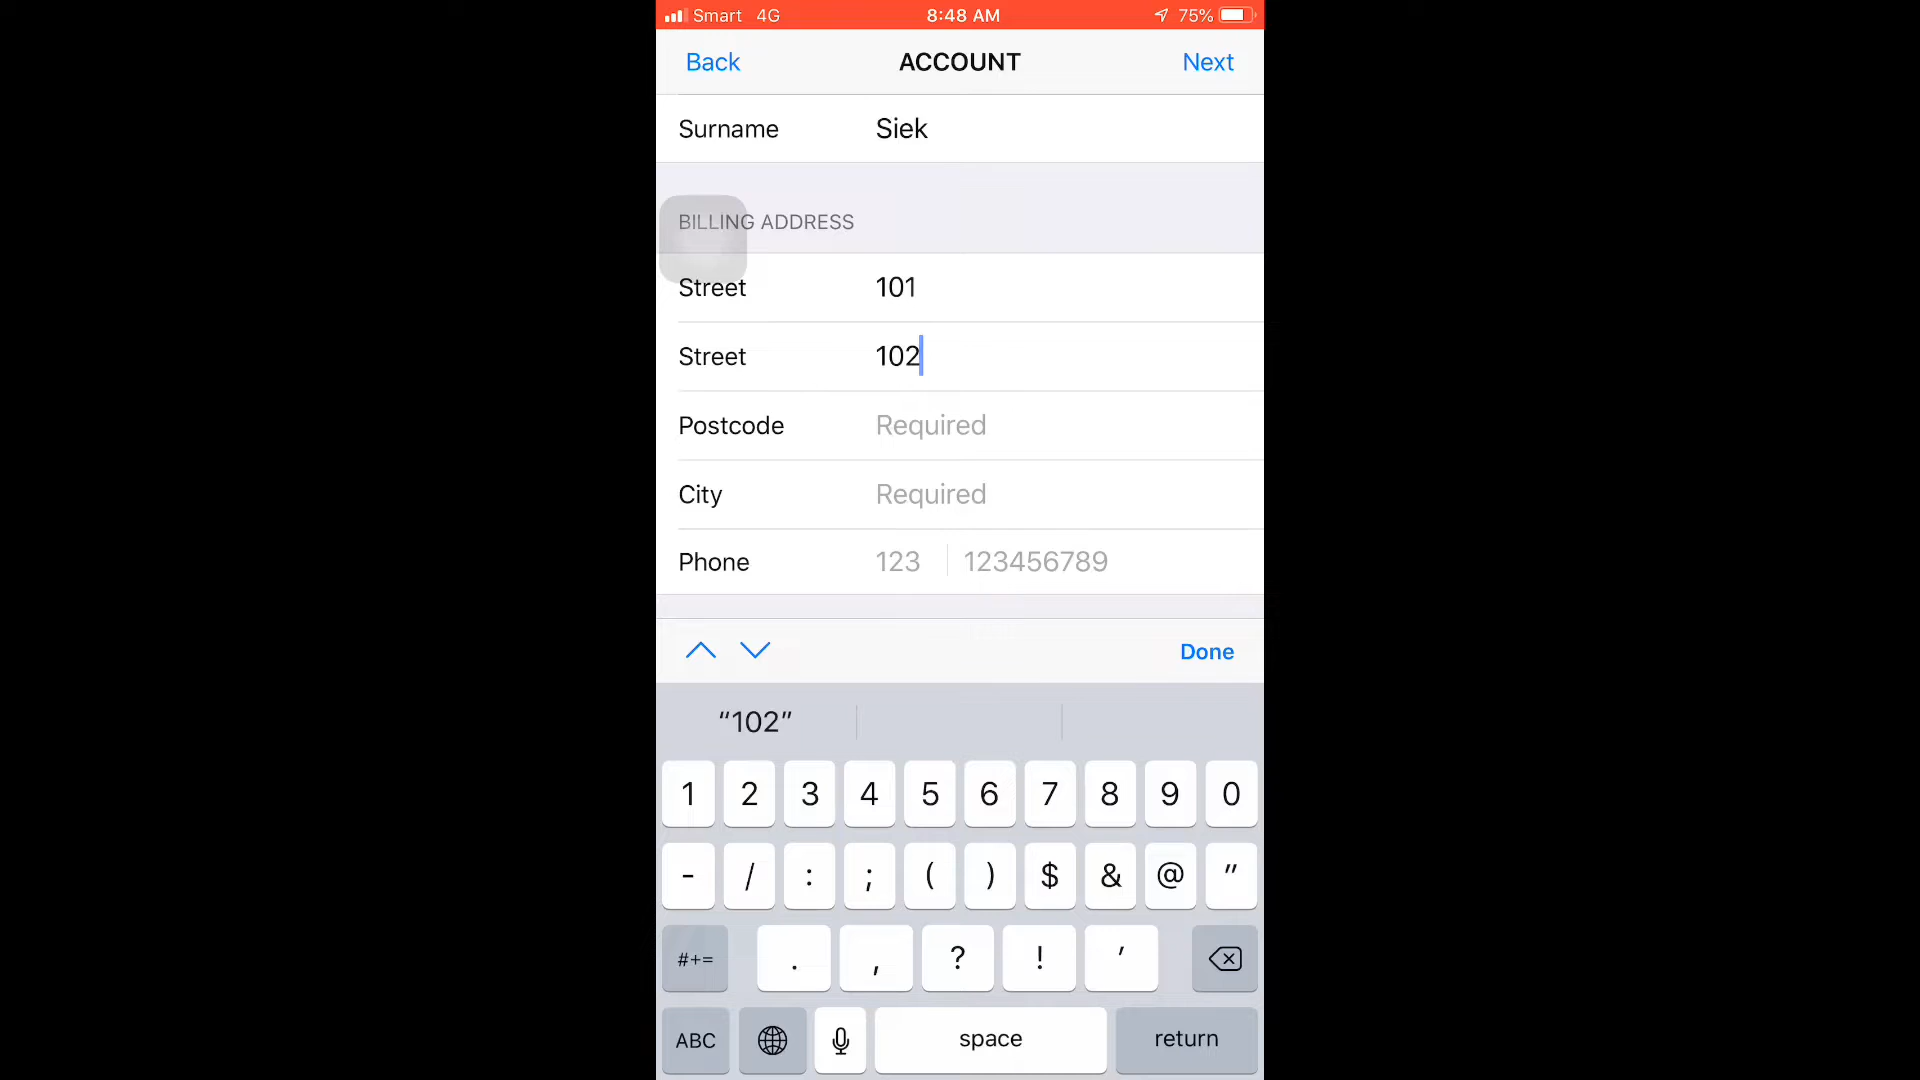 Smart 4G 8:48 AM 75%
Back ACCOUNT Next
Surname Siek
BILLING ADDRESS
Street 101
Street 102
Postcode Required
City Required
Phone 123 123456789
Done
“102”
1 2 3 4 5 6 7 8 9 0
- / : ; ( ) $ & @ "
#+= . , ? ! ’
ABC space return